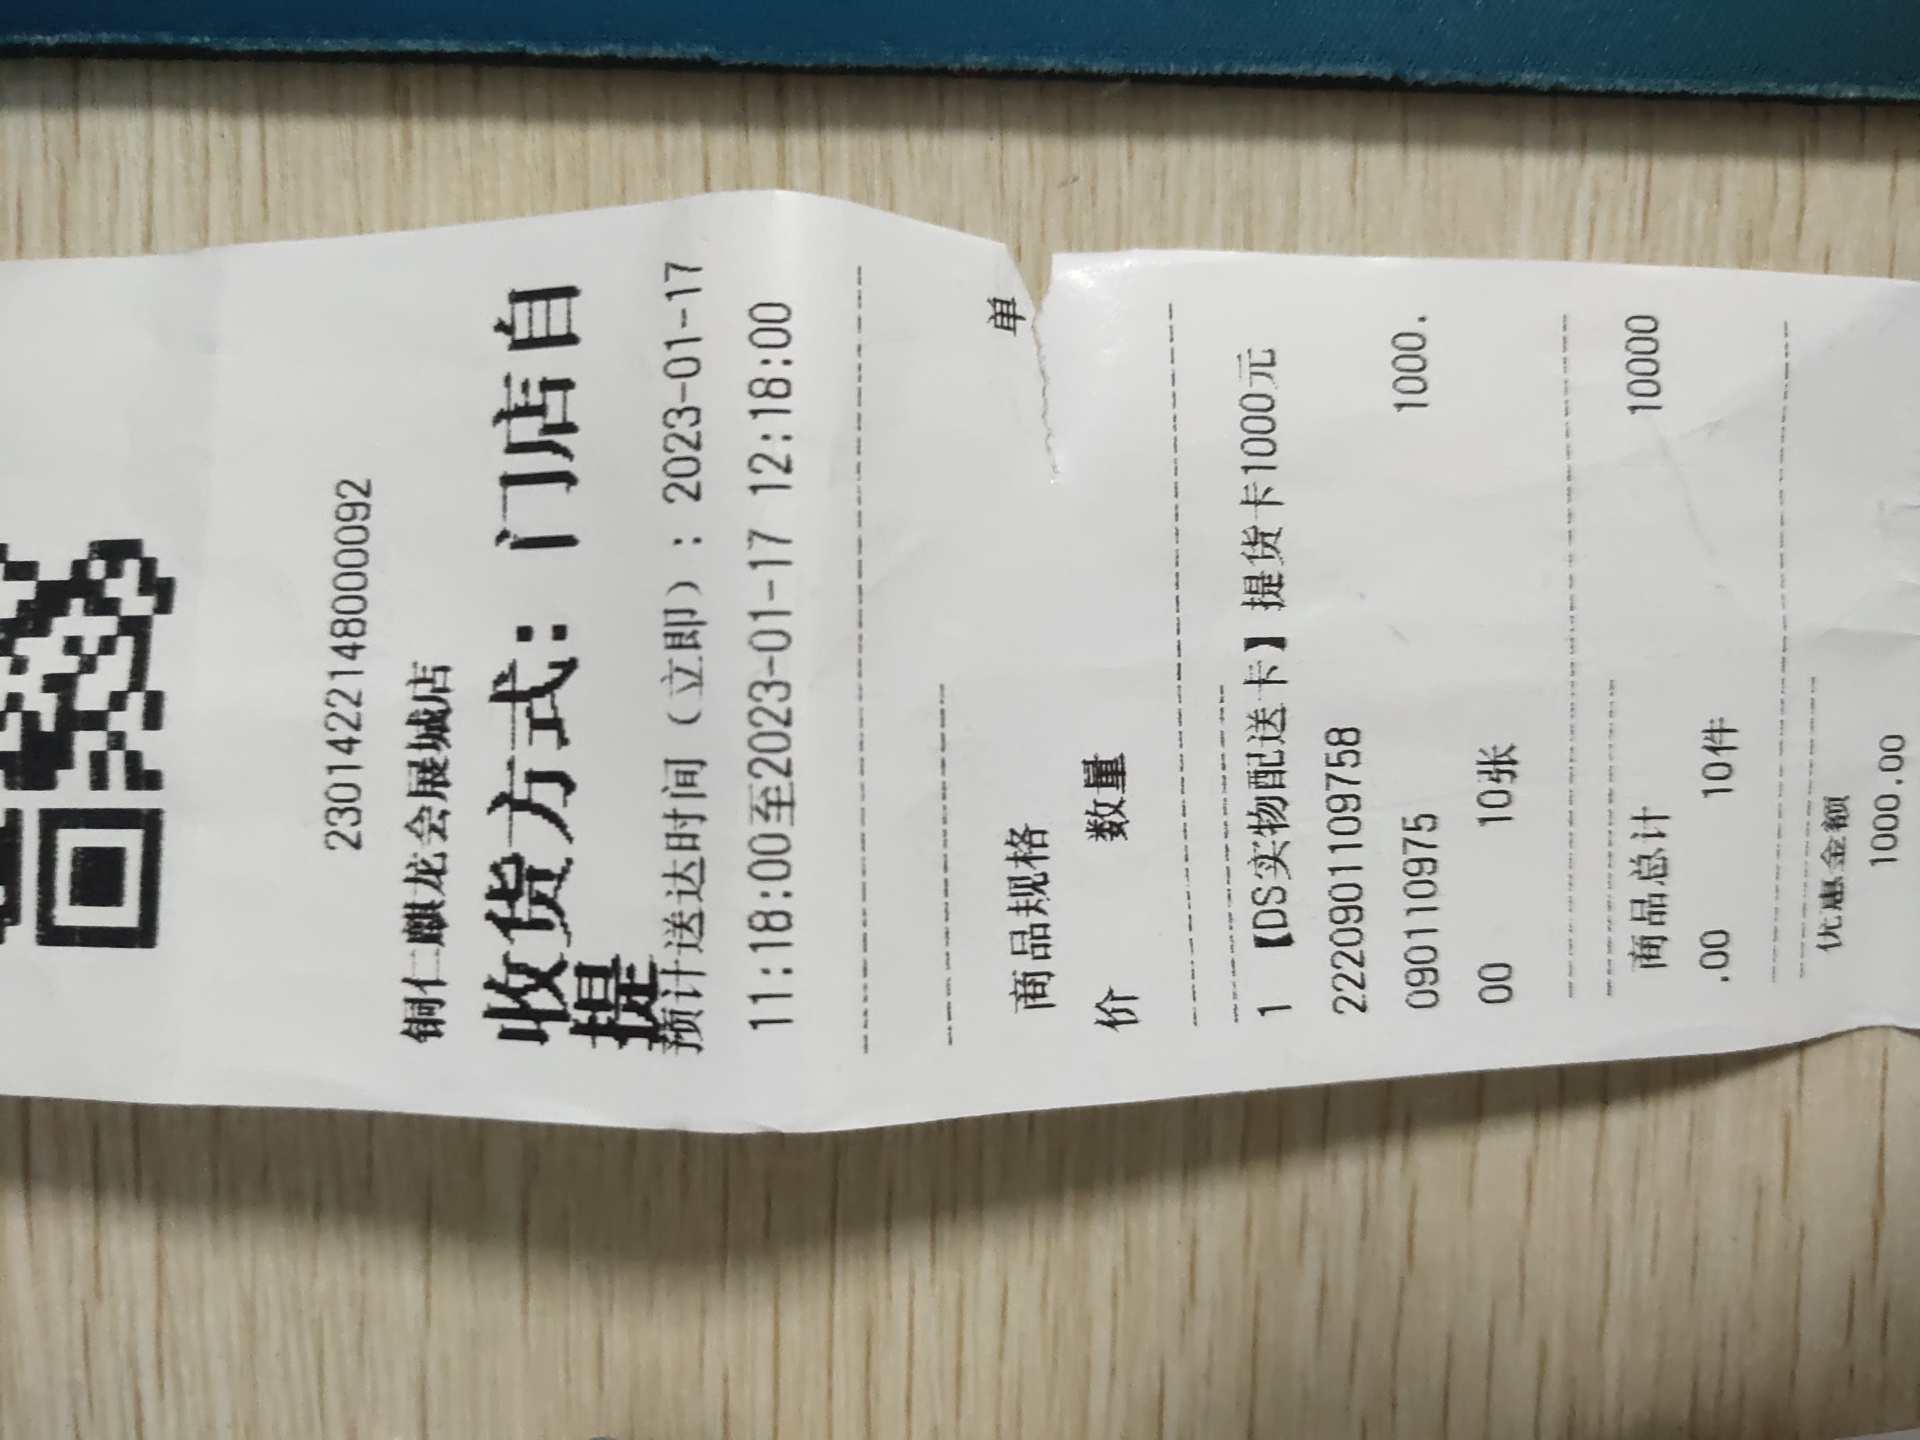 230142214800092
铜仁麒龙会展城店
收货方式：门店自
提
预计送达时间（立即）：2023-01-17
11:18:00至2023-01-17 12:18:00
商品规格 单
价 数量
1 【DS实物配送卡】提货卡1000元
2220901109758
0901109975 1000.
00 10张
商品总计 10000
.00 10件
优惠金额
1000.00